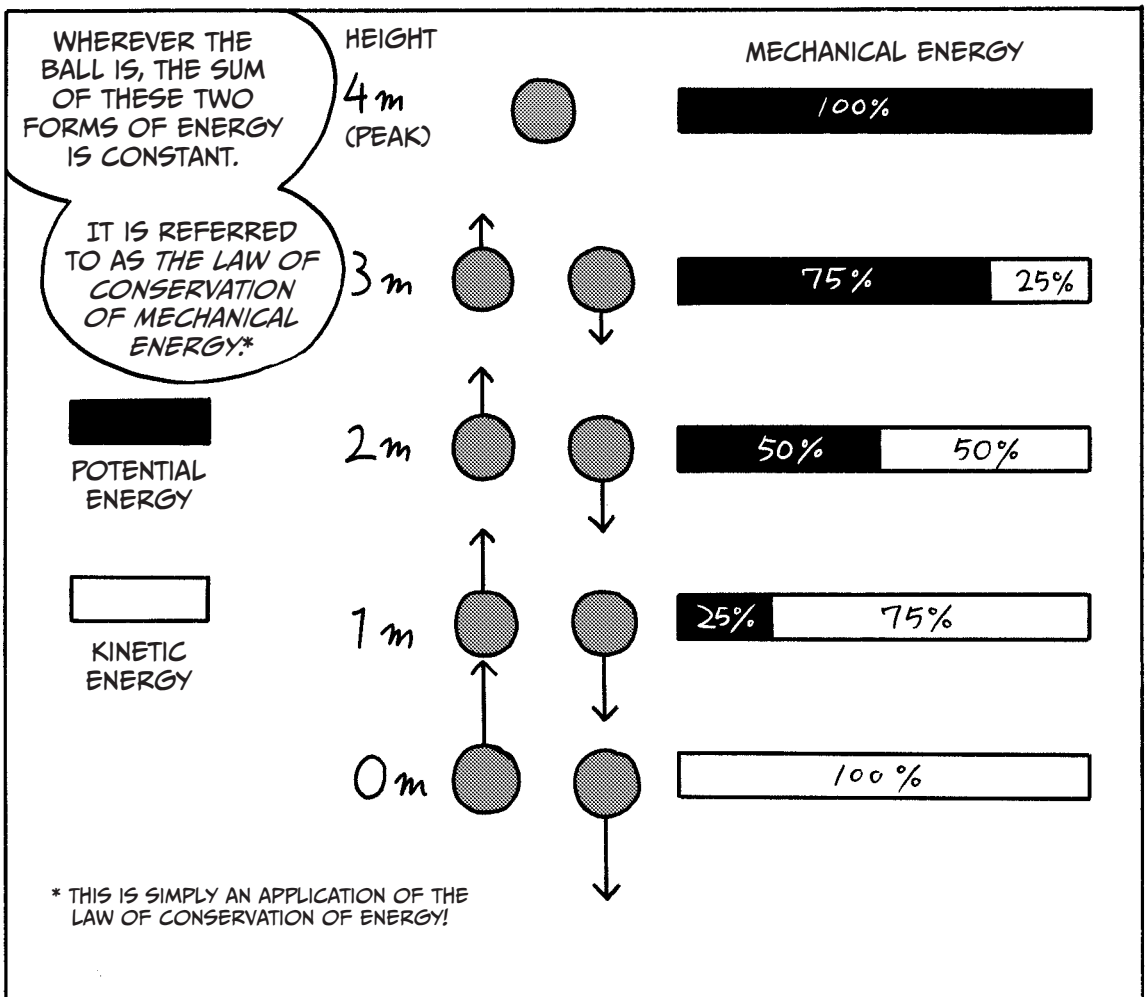 WHEREVER THE
BALL IS, THE SUM
OF THESE TWO
FORMS OF ENERGY
IS CONSTANT.
IT IS REFERRED
TO AS THE LAW OF
CONSERVATION
OF MECHANICAL
ENERGY.*
POTENTIAL
ENERGY
KINETIC
ENERGY
HEIGHT
MECHANICAL ENERGY
4m
(PEAK)
100%
3m
75%
25%
2m
50%
50%
1m
25%
75%
0m
100%
* THIS IS SIMPLY AN APPLICATION OF THE
LAW OF CONSERVATION OF ENERGY!